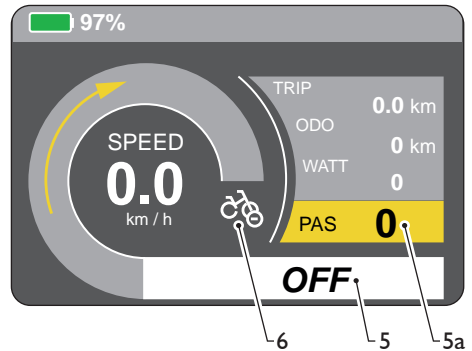 97%
TRIP
0.0 km
ODO
0 km
WATT
0
SPEED
0.0
km / h
PAS 0
OFF
6 5 5a